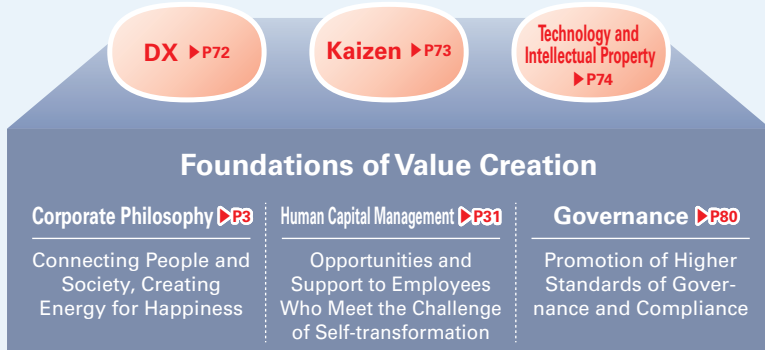 DX ▶P72
Kaizen ▶P73
Technology and
Intellectual Property
▶P74
Foundations of Value Creation
Corporate Philosophy ▶P3
Connecting People and
Society, Creating
Energy for Happiness
Human Capital Management ▶P31
Opportunities and
Support to Employees
Who Meet the Challenge
of Self-transformation
Governance ▶P80
Promotion of Higher
Standards of Gover-
nance and Compliance